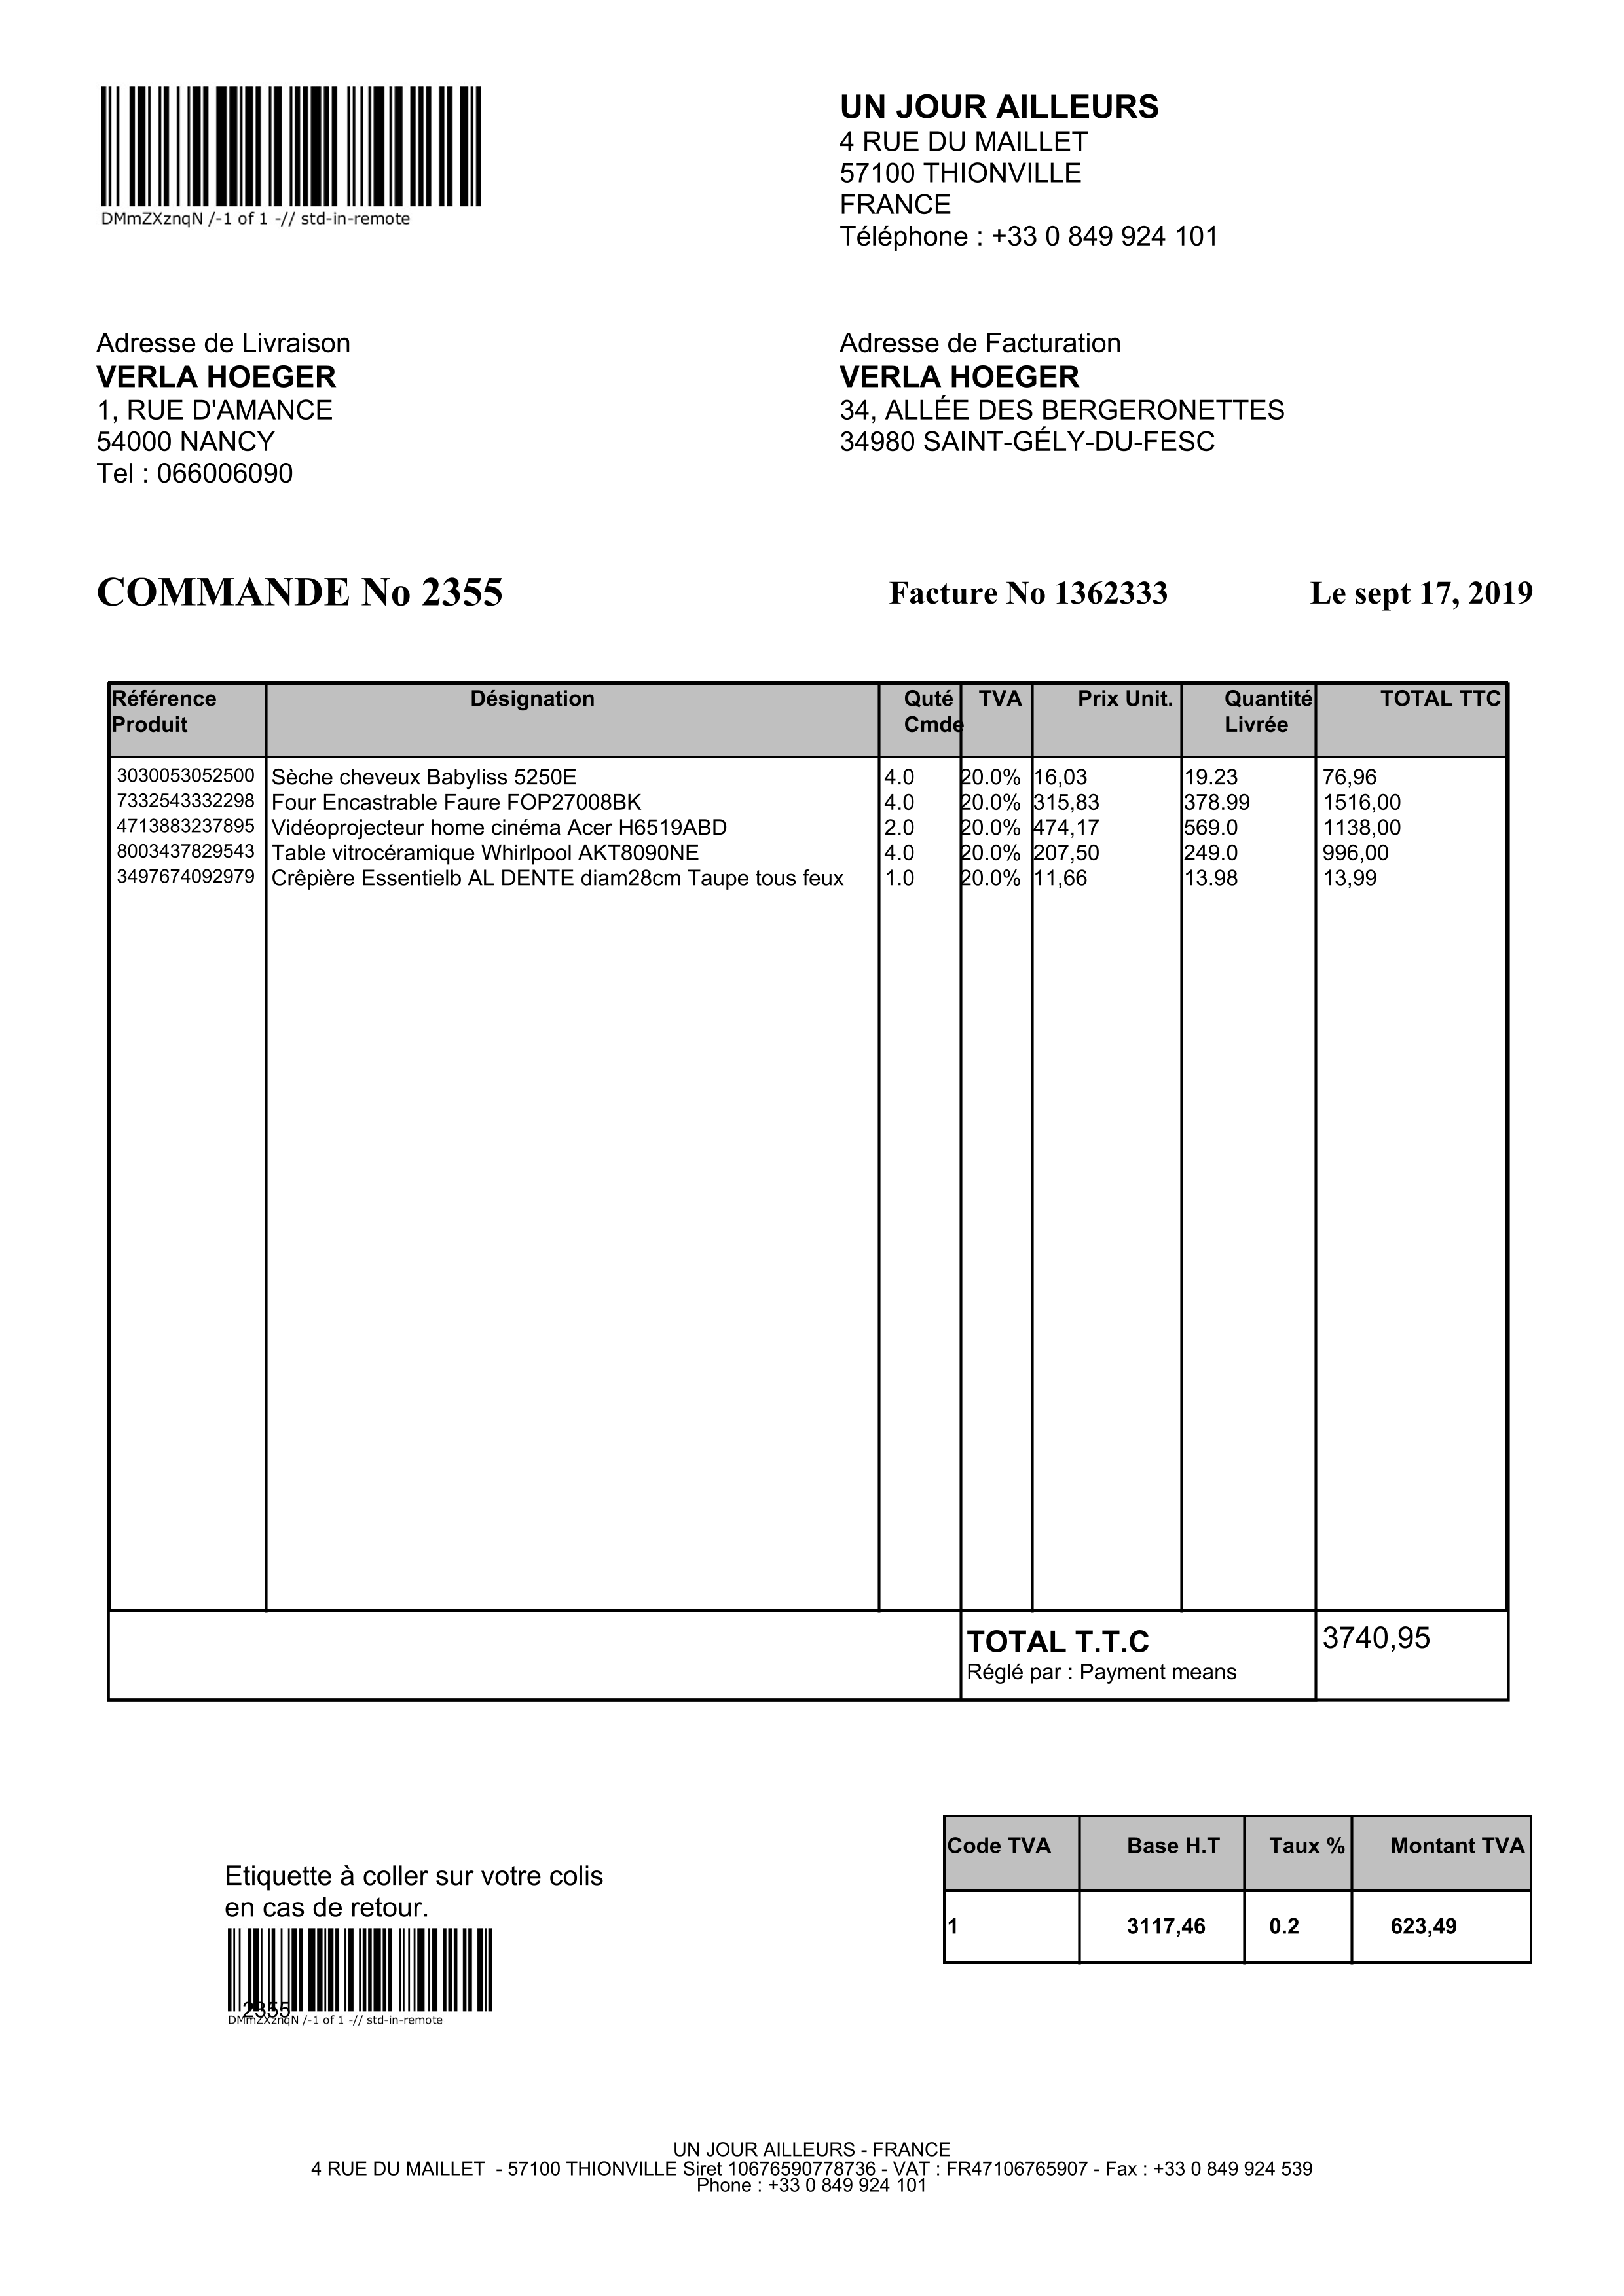 DMmZXznqN /-1 of 1 -// std-in-remote
UN JOUR AILLEURS
4 RUE DU MAILLET
57100 THIONVILLE
FRANCE
Téléphone : +33 0 849 924 101
Adresse de Livraison
VERLA HOEGER
1, RUE D'AMANCE
54000 NANCY
Tel : 066006090
Adresse de Facturation
VERLA HOEGER
34, ALLÉE DES BERGERONETTES
34980 SAINT-GÉLY-DU-FESC
COMMANDE No 2355 Facture No 1362333 Le sept 17, 2019
Référence Produit Désignation Quté Cmde TVA Prix Unit. Quantité Livrée TOTAL TTC
3030053052500 Sèche cheveux Babyliss 5250E 4.0 20.0% 16,03 19.23 76,96
7332543332298 Four Encastrable Faure FOP27008BK 4.0 20.0% 315,83 378.99 1516,00
4713883237895 Vidéoprojecteur home cinéma Acer H6519ABD 2.0 20.0% 474,17 569.0 1138,00
8003437829543 Table vitrocéramique Whirlpool AKT8090NE 4.0 20.0% 207,50 249.0 996,00
3497674092979 Crêpière Essentielb AL DENTE diam28cm Taupe tous feux 1.0 20.0% 11,66 13.98 13,99
TOTAL T.T.C 3740,95
Réglé par : Payment means
Code TVA Base H.T Taux % Montant TVA
1 3117,46 0.2 623,49
Etiquette à coller sur votre colis
en cas de retour.
2355
DMmZXznqN /-1 of 1 -// std-in-remote
UN JOUR AILLEURS - FRANCE
4 RUE DU MAILLET - 57100 THIONVILLE Siret 10676590778736 - VAT : FR47106765907 - Fax : +33 0 849 924 539
Phone : +33 0 849 924 101